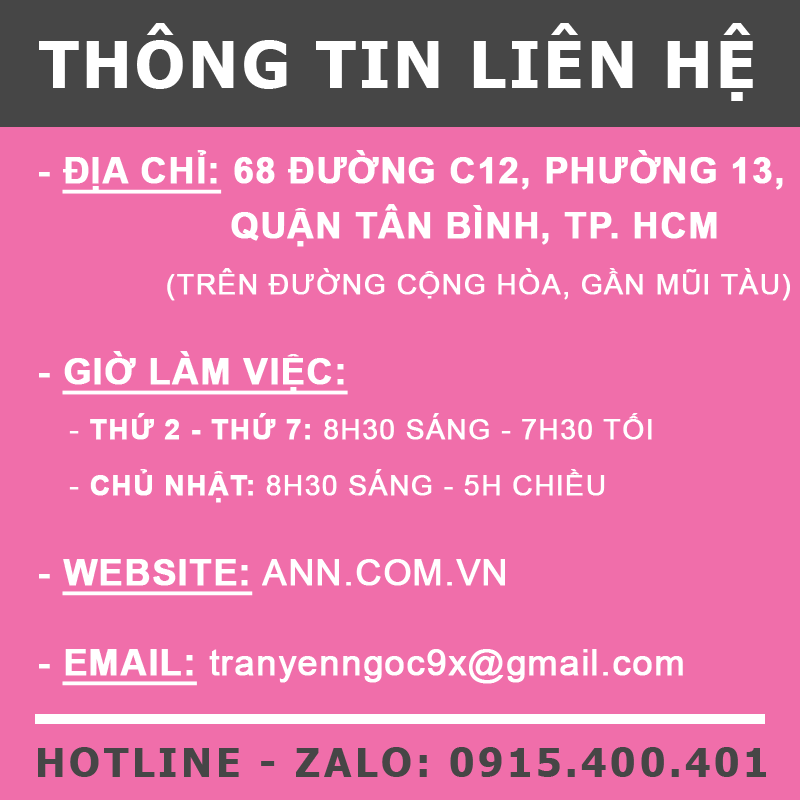 THÔNG TIN LIÊN HỆ
- ĐỊA CHỈ: 68 ĐƯỜNG C12, PHƯỜNG 13,
QUẬN TÂN BÌNH, TP. HCM
(TRÊN ĐƯỜNG CỘNG HÒA, GẦN MŨI TÀU)
- GIỜ LÀM VIỆC:
- THỨ 2 - THỨ 7: 8H30 SÁNG - 7H30 TỐI
- CHỦ NHẬT: 8H30 SÁNG - 5H CHIỀU
- WEBSITE: ANN.COM.VN
- EMAIL: tranyenngoc9x@gmail.com
HOTLINE - ZALO: 0915.400.401